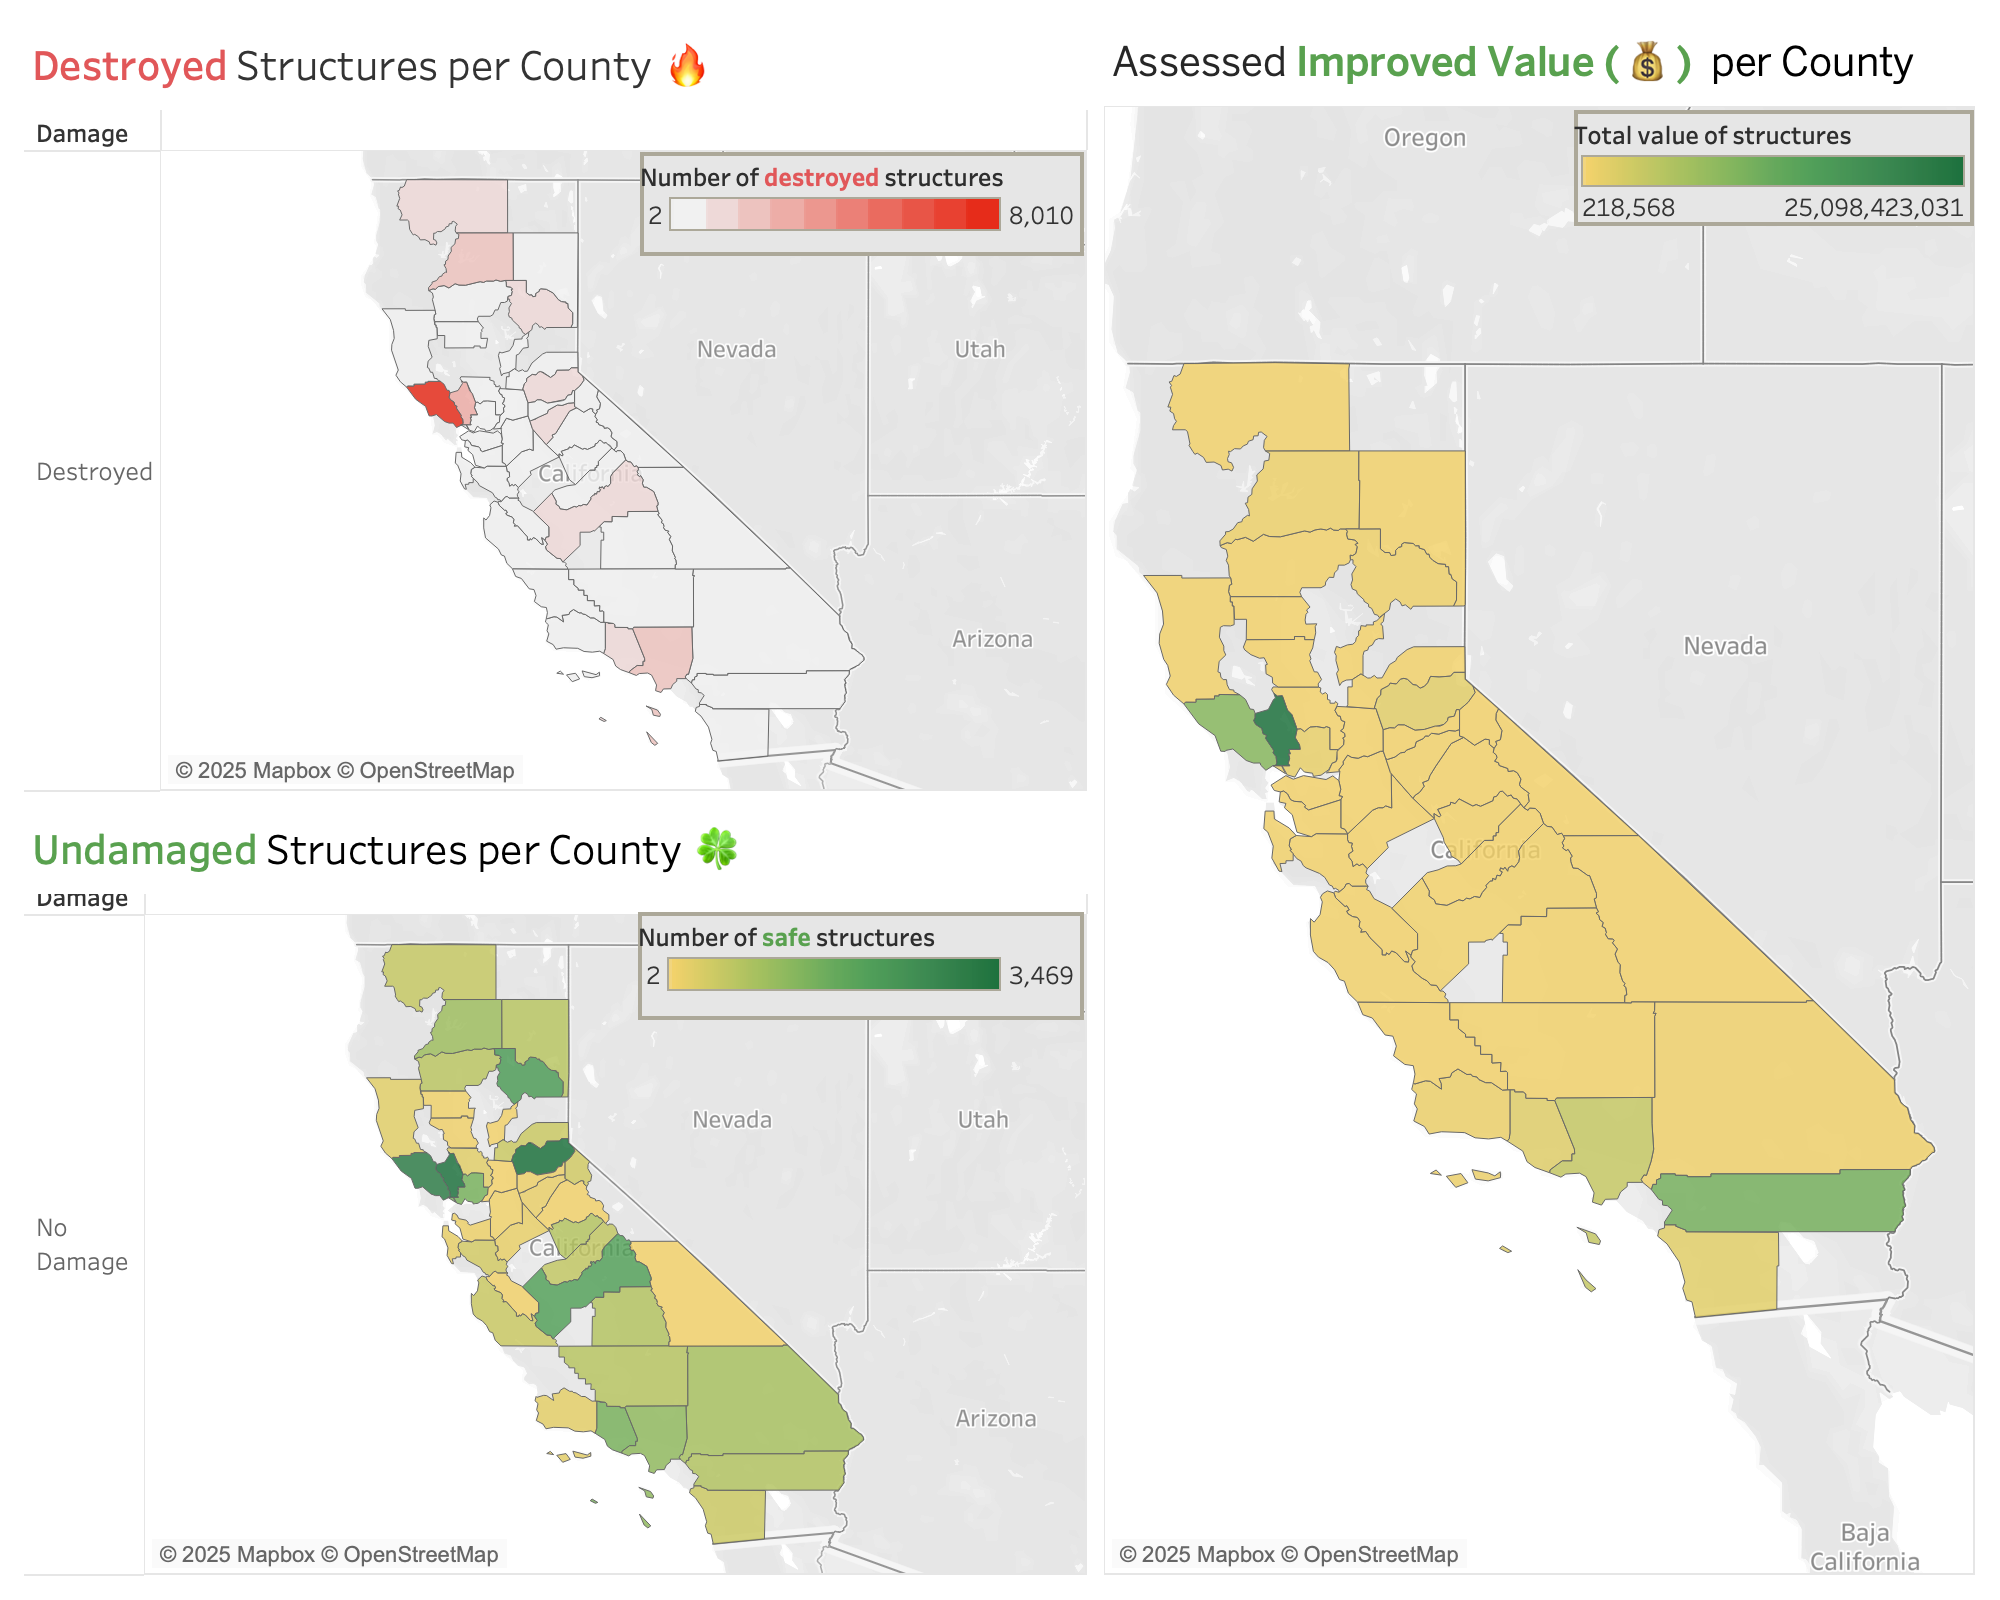 Destroyed Structures per County 🔥
Damage
Number of destroyed structures
2 8,010
Nevada
Utah
Destroyed
California
Arizona
© 2025 Mapbox © OpenStreetMap
Undamaged Structures per County 🍀
Damage
Number of safe structures
2 3,469
Nevada
Utah
No
Damage
California
Arizona
© 2025 Mapbox © OpenStreetMap
Assessed Improved Value (💰) per County
Oregon
Total value of structures
218,568 25,098,423,031
Nevada
California
Baja
California
© 2025 Mapbox © OpenStreetMap